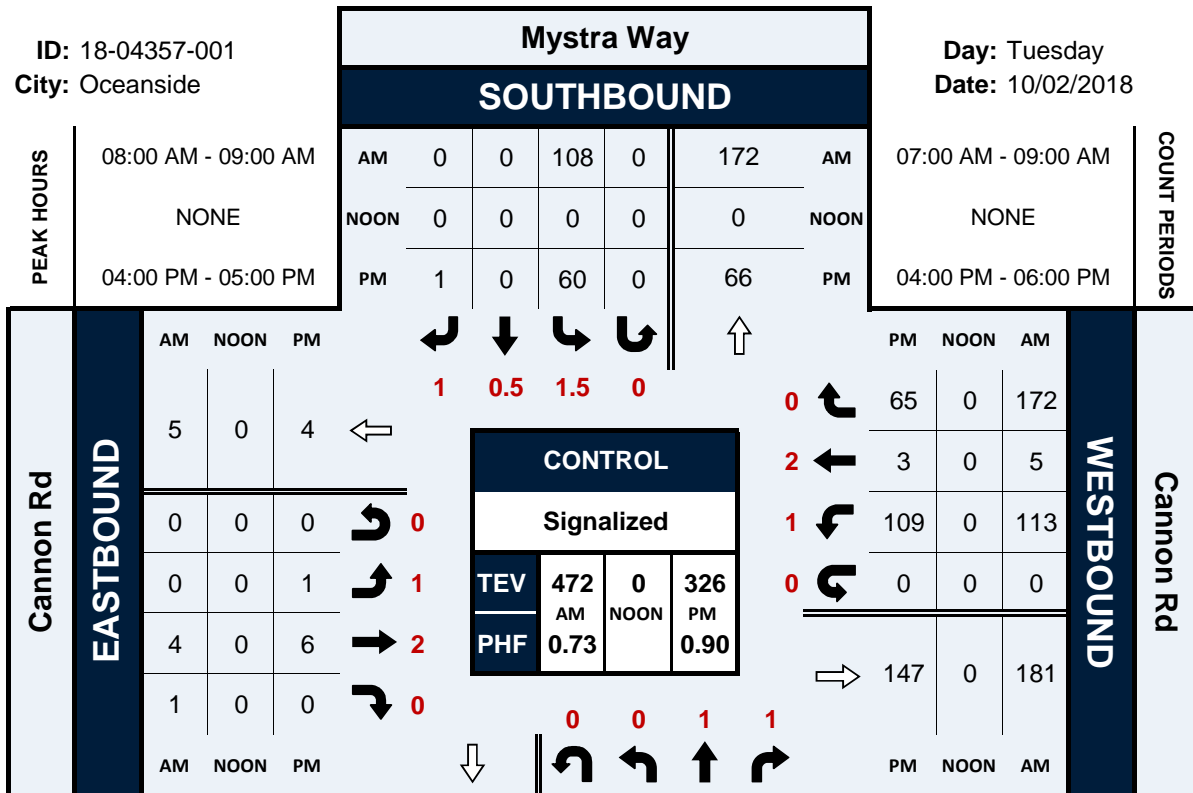 Mystra Way
ID: 18-04357-001
Day: Tuesday
City: Oceanside
Date: 10/02/2018
SOUTHBOUND
PEAK HOURS
08:00 AM - 09:00 AM
AM 0 0 108 0 172 AM
07:00 AM - 09:00 AM
COUNT PERIODS
NONE
NOON 0 0 0 0 0 NOON
NONE
04:00 PM - 05:00 PM
PM 1 0 60 0 66 PM
04:00 PM - 06:00 PM
Cannon Rd
EASTBOUND
AM NOON PM
PM NOON AM
WESTBOUND
Cannon Rd
1 0.5 1.5 0
0 65 0 172
5 0 4
CONTROL
2 3 0 5
0 0 0 0
Signalized
1 109 0 113
0 0 1 1
TEV 472 0 326
0 0 0 0
AM NOON PM
4 0 6 2
PHF 0.73 0.90
147 0 181
1 0 0 0
0 0 1 1
AM NOON PM
PM NOON AM